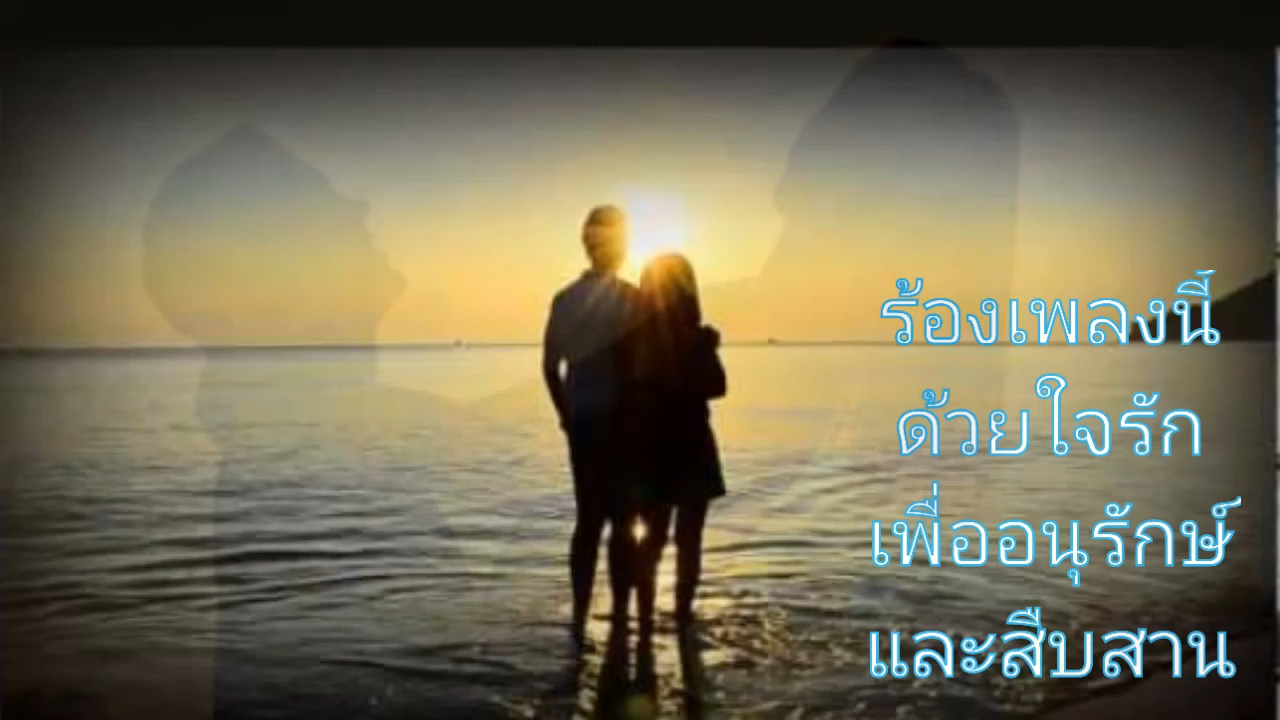 ร้องเพลงนี้
ด้วยใจรัก
เพื่ออนุรักษ์
และสืบสาน